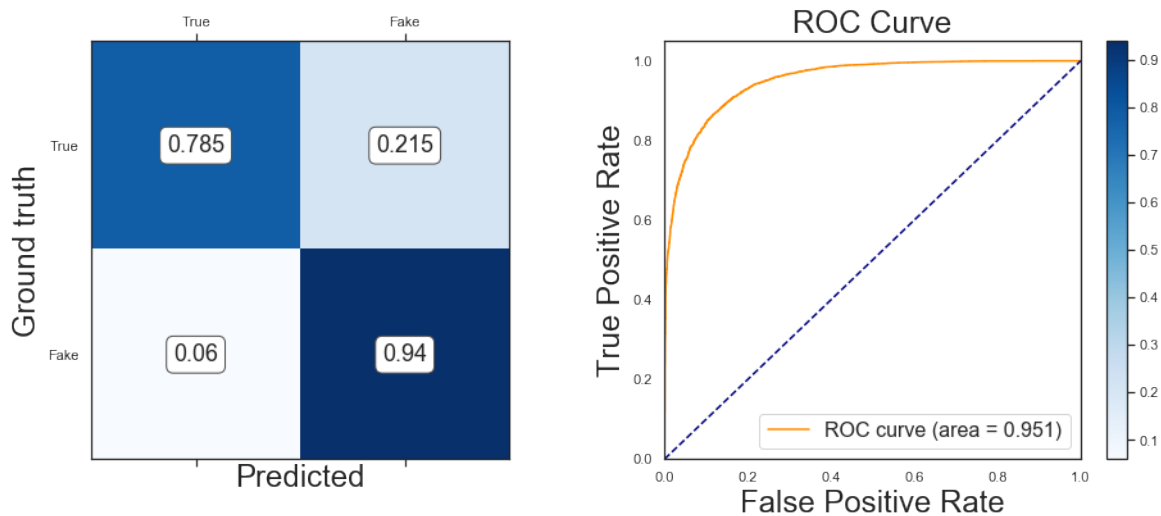 True
Fake
True
0.785
0.215
Fake
0.06
0.94
Ground truth
Predicted
ROC Curve
1.0
0.8
0.6
0.4
0.2
0.0
0.0
0.2
0.4
0.6
0.8
1.0
True Positive Rate
False Positive Rate
ROC curve (area = 0.951)
0.9
0.8
0.7
0.6
0.5
0.4
0.3
0.2
0.1